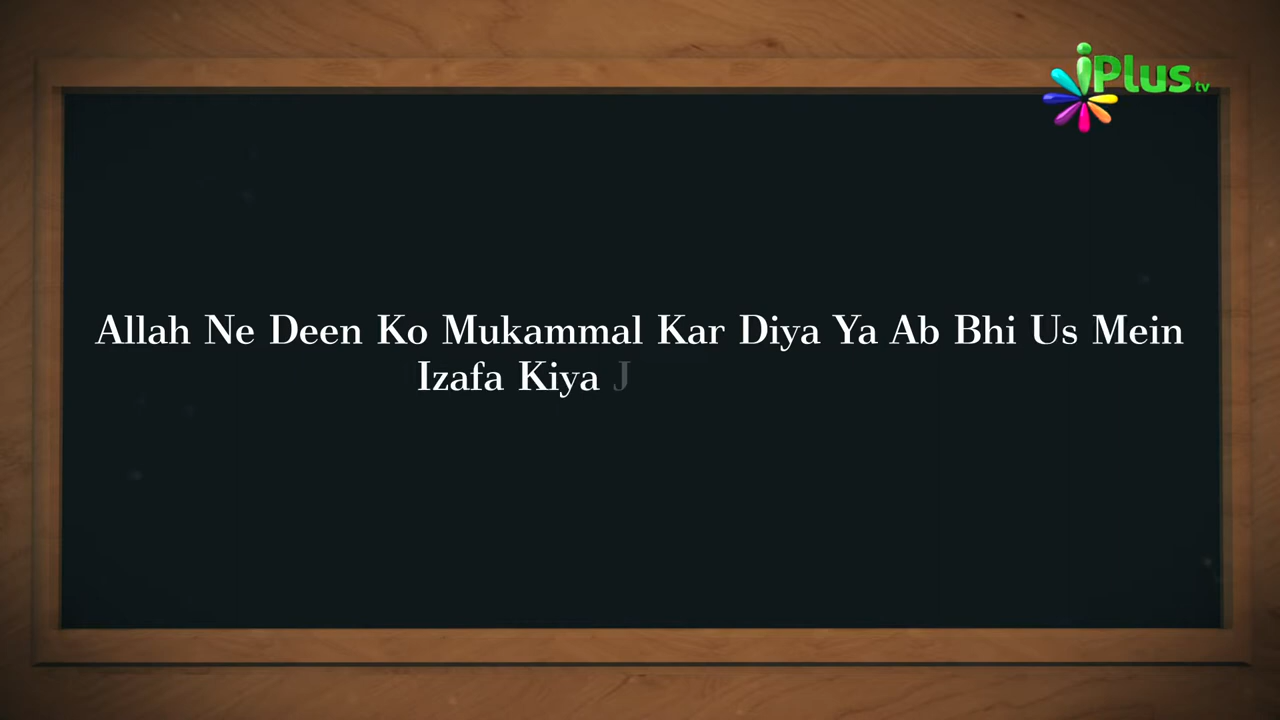 iPlus tv
Allah Ne Deen Ko Mukammal Kar Diya Ya Ab Bhi Us Mein
Izafa Kiya J